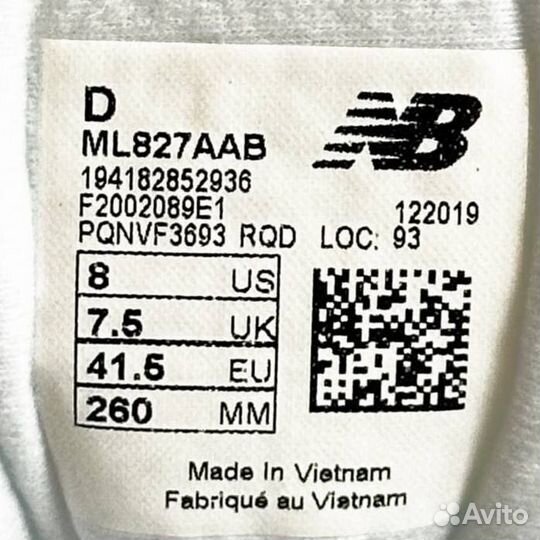 D
NB
ML827AAB
194182852936
F2002089E1 122019
PQNVF3693 RQD LOC: 93
8 US
7.5 UK
41.5 EU
260 MM
Made In Vietnam
Fabriqué au Vietnam
Avito